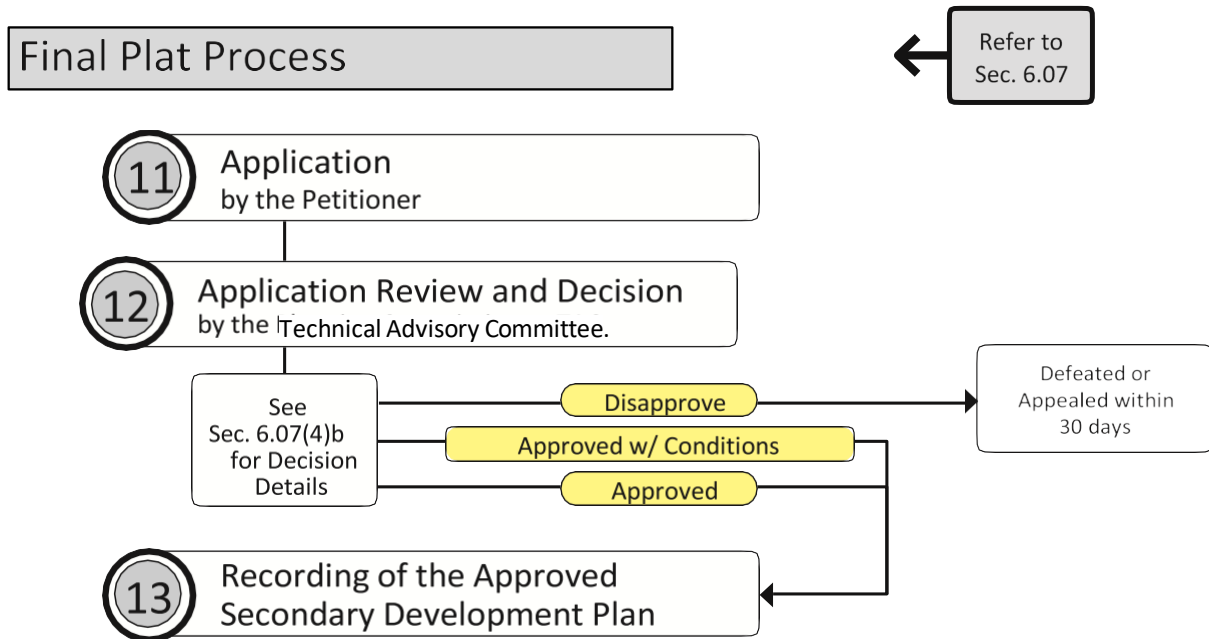 Final Plat Process
Refer to
Sec. 6.07
11
Application
by the Petitioner
12
Application Review and Decision
by the Technical Advisory Committee.
See
Sec. 6.07(4)b
for Decision
Details
Disapprove
Approved w/ Conditions
Approved
Defeated or
Appealed within
30 days
13
Recording of the Approved
Secondary Development Plan